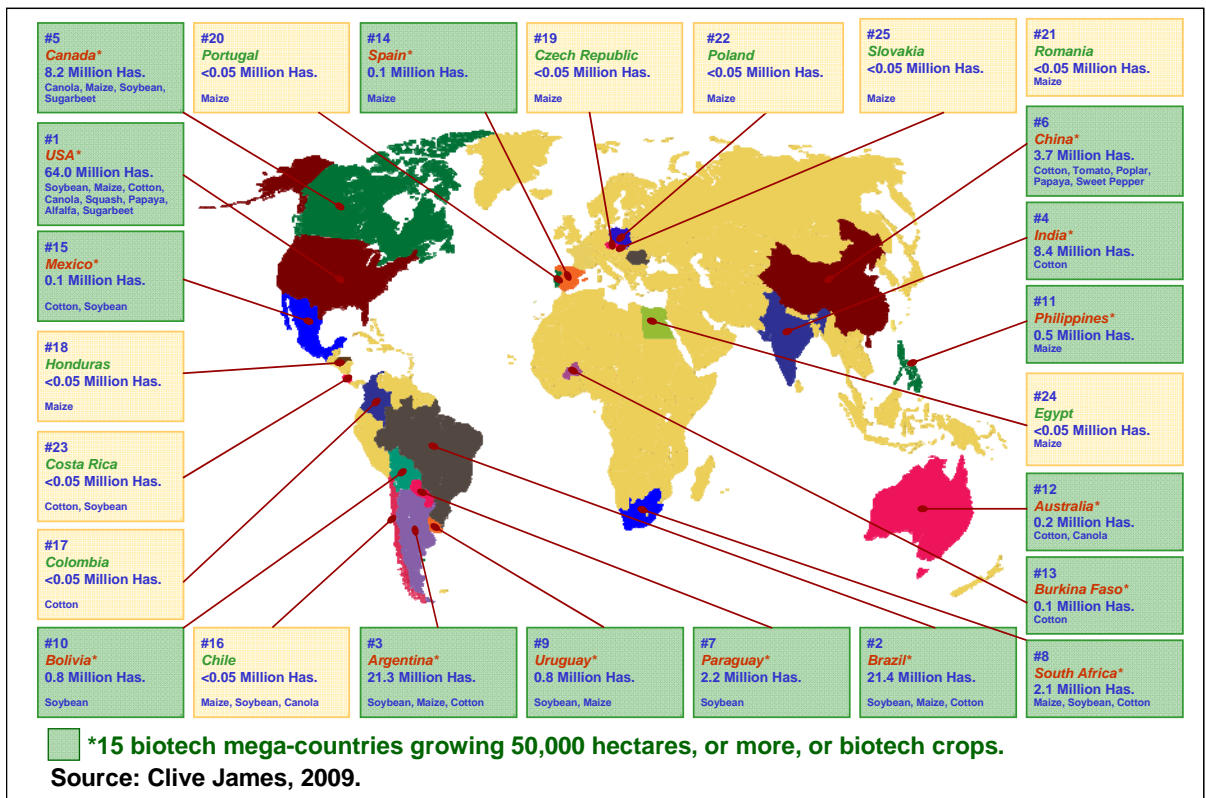 #5
Canada*
8.2 Million Has.
Canola, Maize, Soybean,
Sugarbeet
#20
Portugal
<0.05 Million Has.
Maize
#14
Spain*
0.1 Million Has.
Maize
#19
Czech Republic
<0.05 Million Has.
Maize
#22
Poland
<0.05 Million Has.
Maize
#25
Slovakia
<0.05 Million Has.
Maize
#21
Romania
<0.05 Million Has.
Maize
#1
USA*
64.0 Million Has.
Soybean, Maize, Cotton,
Canola, Squash, Papaya,
Alfalfa, Sugarbeet
#6
China*
3.7 Million Has.
Cotton, Tomato, Poplar,
Papaya, Sweet Pepper
#15
Mexico*
0.1 Million Has.
Cotton, Soybean
#4
India*
8.4 Million Has.
Cotton
#11
Philippines*
0.5 Million Has.
Maize
#18
Honduras
<0.05 Million Has.
Maize
#24
Egypt
<0.05 Million Has.
Maize
#23
Costa Rica
<0.05 Million Has.
Cotton, Soybean
#12
Australia*
0.2 Million Has.
Cotton, Canola
#17
Colombia
<0.05 Million Has.
Cotton
#13
Burkina Faso*
0.1 Million Has.
Cotton
#10
Bolivia*
0.8 Million Has.
Soybean
#16
Chile
<0.05 Million Has.
Maize, Soybean, Canola
#3
Argentina*
21.3 Million Has.
Soybean, Maize, Cotton
#9
Uruguay*
0.8 Million Has.
Soybean, Maize
#7
Paraguay*
2.2 Million Has.
Soybean
#2
Brazil*
21.4 Million Has.
Soybean, Maize, Cotton
#8
South Africa*
2.1 Million Has.
Maize, Soybean, Cotton
*15 biotech mega-countries growing 50,000 hectares, or more, or biotech crops.
Source: Clive James, 2009.